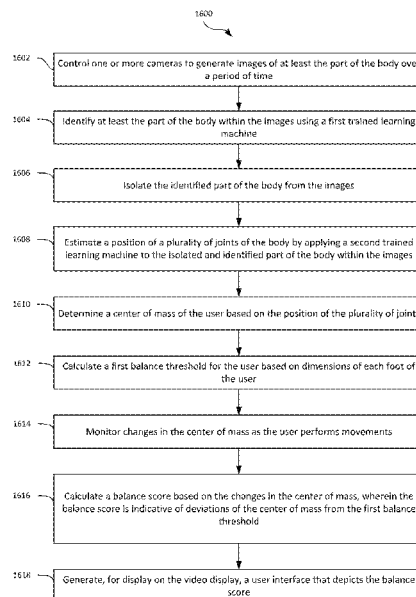 1600
1602
Control one or more cameras to generate images of at least the part of the body ove
a period of time
1604
Identify at least the part of the body within the images using a first trained learning
machine
1606
Isolate the identified part of the body from the images
1608
Estimate a position of a plurality of joints of the body by applying a second trained
learning machine to the isolated and identified part of the body within the images
1610
Determine a center of mass of the user based on the position of the plurality of joint
1612
Calculate a first balance threshold for the user based on dimensions of each foot of
the user
1614
Monitor changes in the center of mass as the user performs movements
1616
Calculate a balance score based on the changes in the center of mass, wherein the
balance score is indicative of deviations of the center of mass from the first balance
threshold
1618
Generate, for display on the video display, a user interface that depicts the balance
score